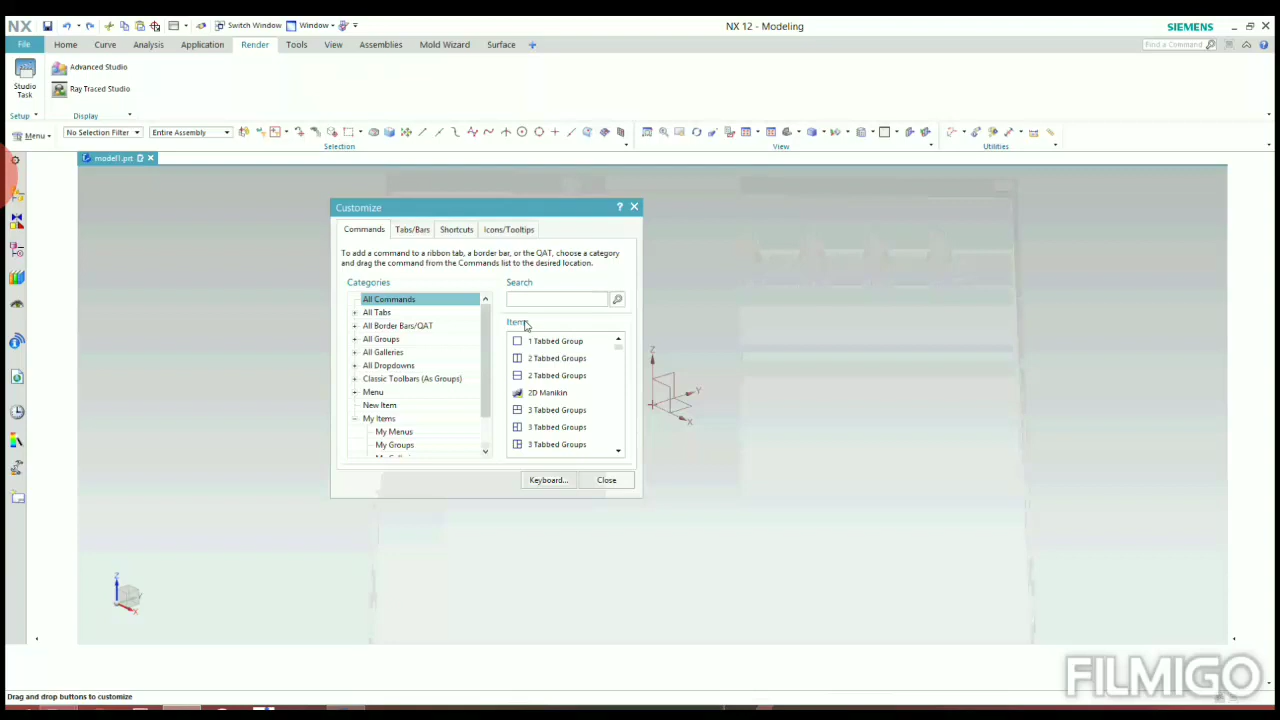 NX
Switch Window
Window
NX 12 - Modeling
SIEMENS
File
Home
Curve
Analysis
Application
Render
Tools
View
Assemblies
Mold Wizard
Surface
Find a Command
Studio
Task
Advanced Studio
Ray Traced Studio
Setup
Display
Menu
No Selection Filter
Entire Assembly
Selection
View
Utilities
model1.prt
Customize
Commands
Tabs/Bars
Shortcuts
Icons/Tooltips
To add a command to a ribbon tab, a border bar, or the QAT, choose a category
and drag the command from the Commands list to the desired location.
Categories
Search
All Commands
All Tabs
All Border Bars/QAT
All Groups
All Galleries
All Dropdowns
Classic Toolbars (As Groups)
Menu
New Item
My Items
My Menus
My Groups
Items
1 Tabbed Group
2 Tabbed Groups
2 Tabbed Groups
2D Manikin
3 Tabbed Groups
3 Tabbed Groups
3 Tabbed Groups
Keyboard...
Close
Z
Y
X
Z
Y
X
Drag and drop buttons to customize
FILMIGO